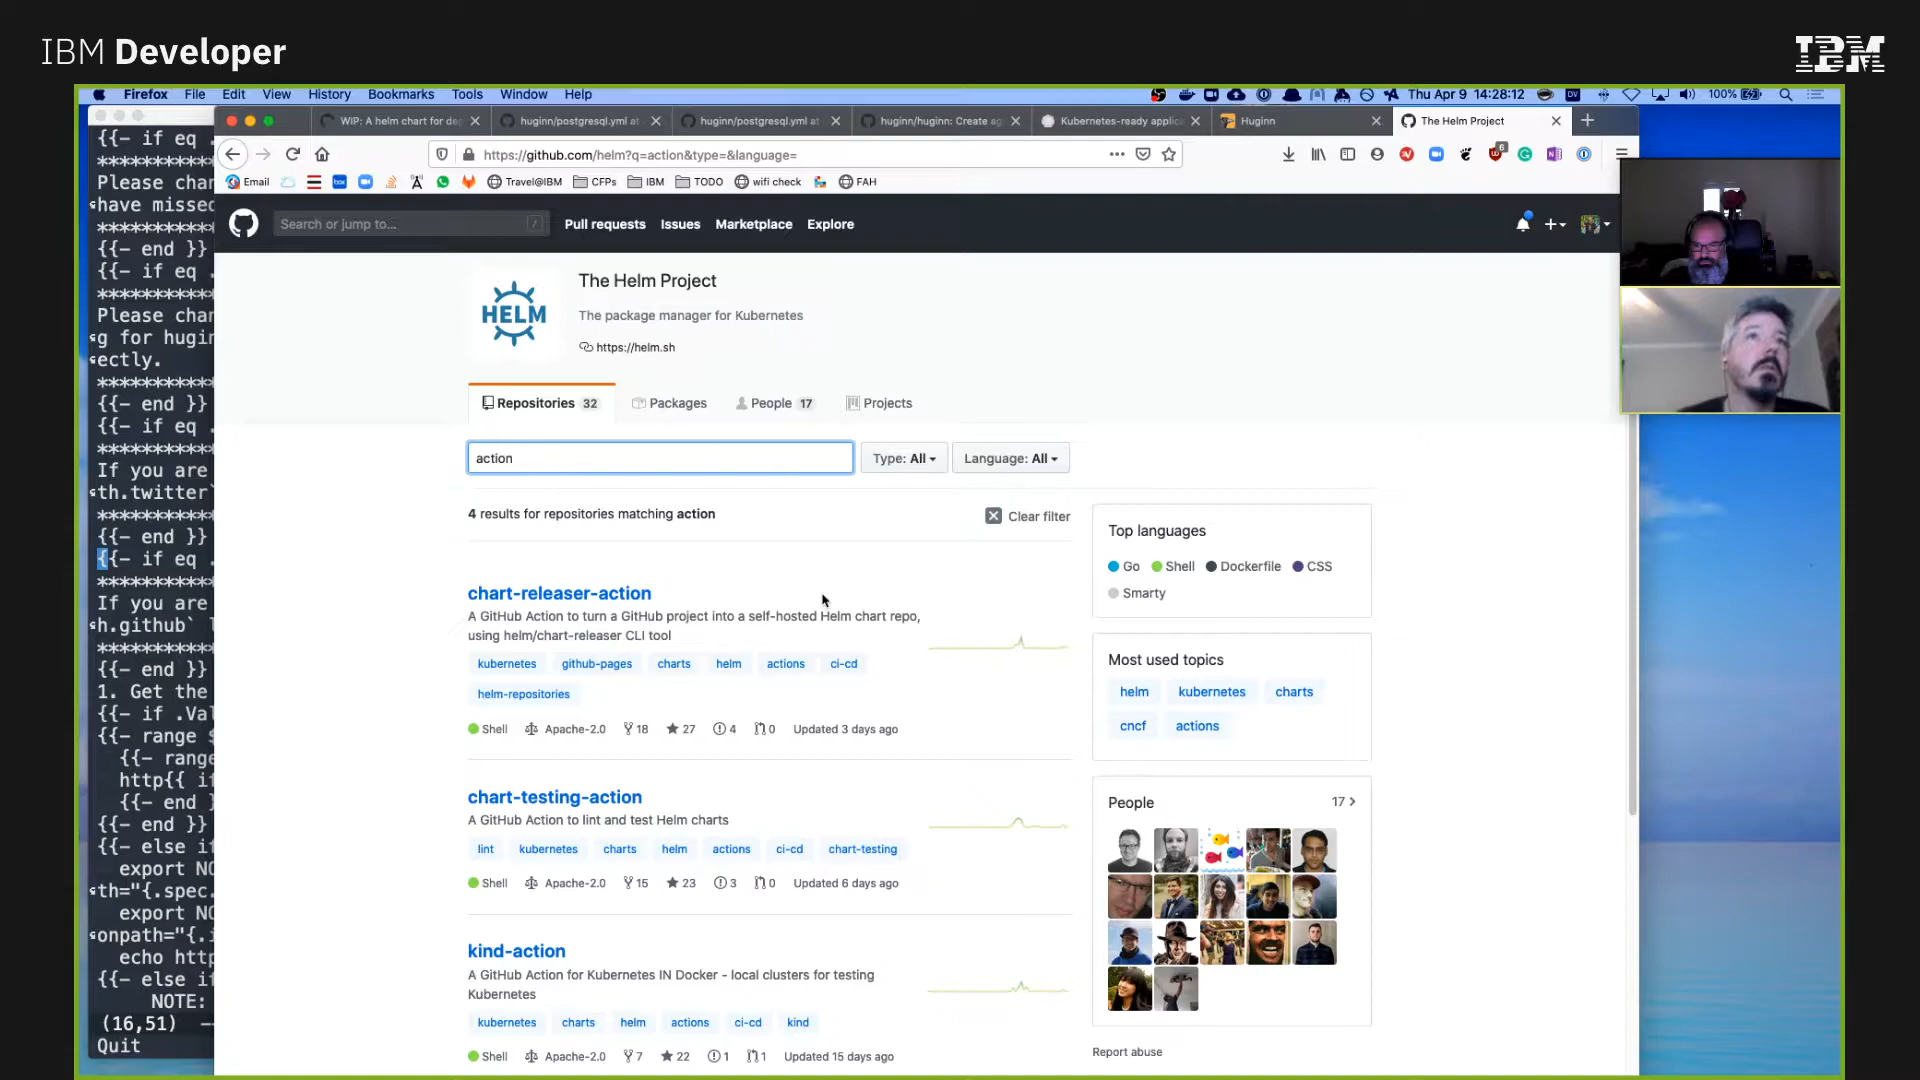 IBM Developer
IBM
Firefox File Edit View History Bookmarks Tools Window Help
Thu Apr 9 14:28:12
100%
WIP: A helm chart for dep
huginn/postgresql.yml at
huginn/postgresql.yml at
huginn/huginn: Create ag
Kubernetes-ready applic
Huginn
The Helm Project
https://github.com/helm?q=action&type=&language=
Email
Travel@IBM
CFPs
IBM
TODO
wifi check
FAH
Search or jump to...
Pull requests
Issues
Marketplace
Explore
HELM
The Helm Project
The package manager for Kubernetes
https://helm.sh
Repositories 32
Packages
People 17
Projects
action
Type: All
Language: All
4 results for repositories matching action
Clear filter
chart-releaser-action
A GitHub Action to turn a GitHub project into a self-hosted Helm chart repo,
using helm/chart-releaser CLI tool
kubernetes github-pages charts helm actions ci-cd
helm-repositories
Shell Apache-2.0 18 27 4 0 Updated 3 days ago
chart-testing-action
A GitHub Action to lint and test Helm charts
lint kubernetes charts helm actions ci-cd chart-testing
Shell Apache-2.0 15 23 3 0 Updated 6 days ago
kind-action
A GitHub Action for Kubernetes IN Docker - local clusters for testing
Kubernetes
kubernetes charts helm actions ci-cd kind
Shell Apache-2.0 7 22 1 1 Updated 15 days ago
Top languages
Go Shell Dockerfile CSS
Smarty
Most used topics
helm kubernetes charts
cncf actions
People 17
Report abuse
{{- if eq .
***********
Please char
have missed
***********
{{- end }}
{{- if eq .
***********
Please char
g for hugin
ectly.
***********
{{- end }}
{{- if eq .
***********
If you are
th.twitter`
***********
{{- end }}
{{- if eq .
***********
If you are
h.github` l
***********
{{- end }}
1. Get the
{{- if .Val
{{- range $
{{- range
http{{ if
{{- end }
{{- end }}
{{- else if
export NO
th="{.spec.
export NO
onpath="{.i
echo http
{{- else if
NOTE:
(16,51) --
Quit